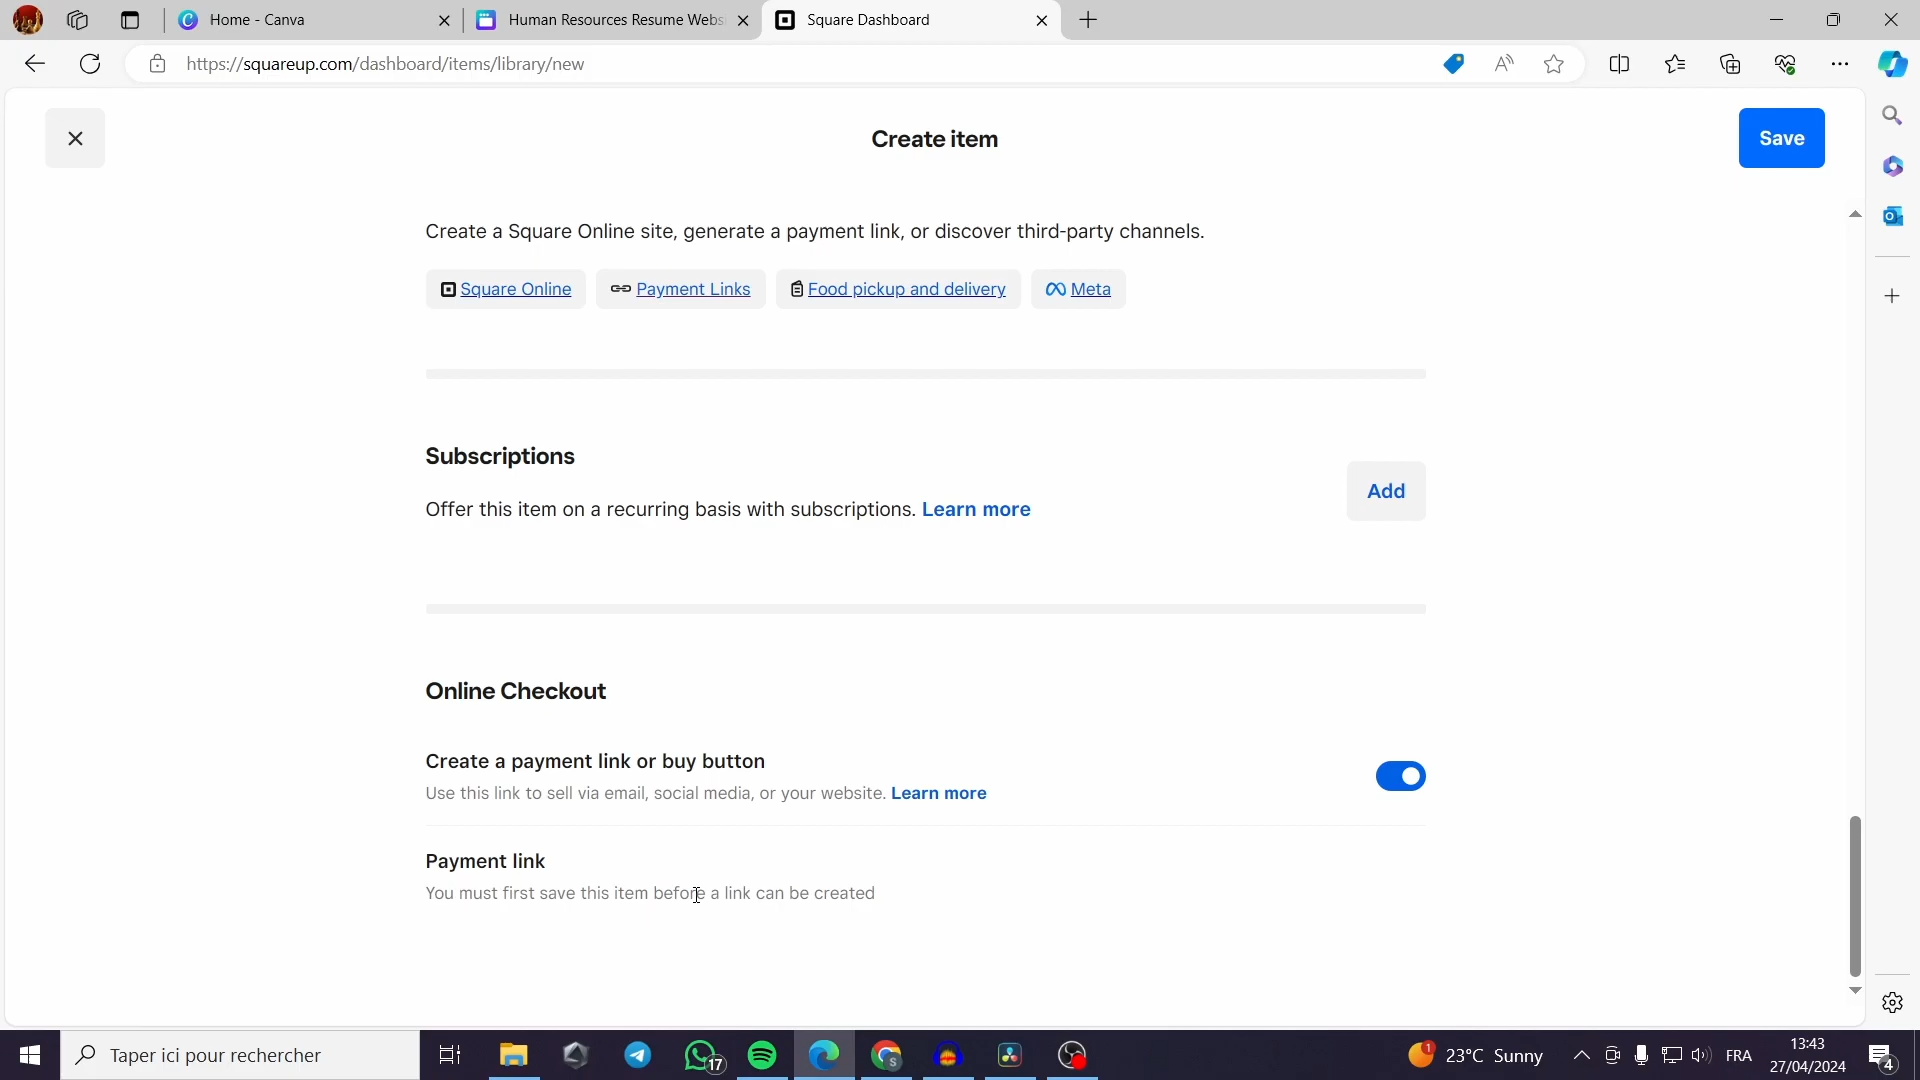 Home - Canva
Human Resources Resume Webs
Square Dashboard
https://squareup.com/dashboard/items/library/new
Create item
Save
Create a Square Online site, generate a payment link, or discover third-party channels.
Square Online
Payment Links
Food pickup and delivery
Meta
Subscriptions
Offer this item on a recurring basis with subscriptions. Learn more
Add
Online Checkout
Create a payment link or buy button
Use this link to sell via email, social media, or your website. Learn more
Payment link
You must first save this item before a link can be created
Taper ici pour rechercher
17
1
23°C Sunny
FRA
13:43
27/04/2024
4